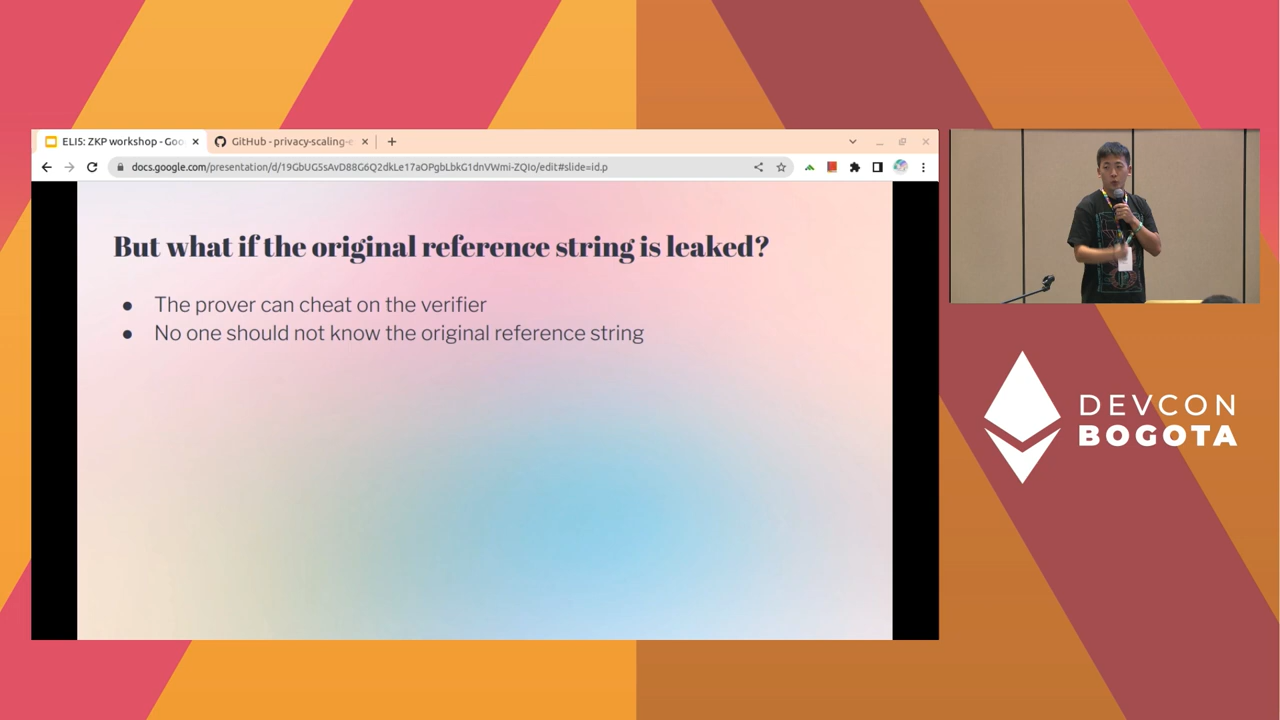 ELI5: ZKP workshop - Goo
GitHub - privacy-scaling-e
docs.google.com/presentation/d/19GbUG5sAvD88G6Q2dkLe17aOPgbLbkG1dnVWmi-ZQIo/edit#slide=id.p
But what if the original reference string is leaked?
● The prover can cheat on the verifier
● No one should not know the original reference string
DEVCON
BOGOTA